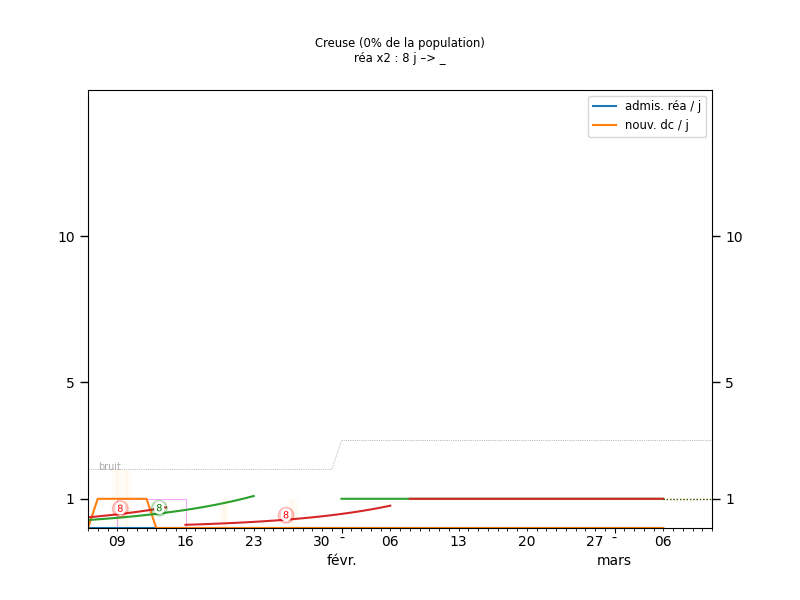 Creuse (0% de la population)
réa x2 : 8 j –> _
admis. réa / j
nouv. dc / j
10
10
5
5
bruit
1
1
8
8
8
09
16
23
30
-
06
13
20
27
-
06
févr.
mars